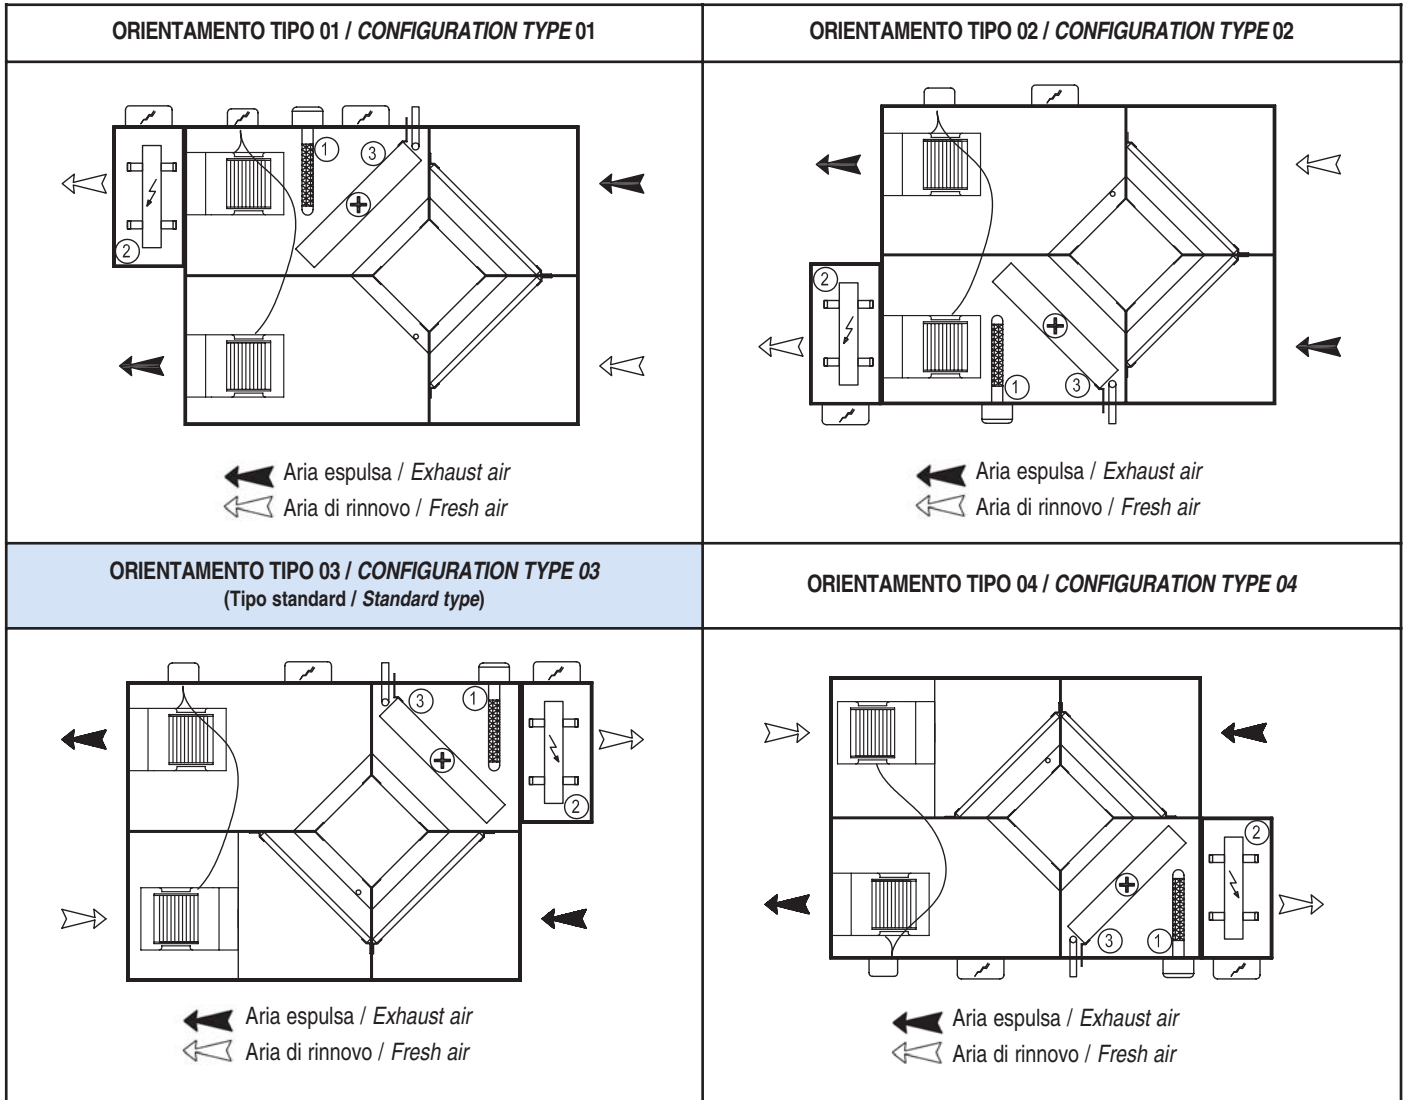 ORIENTAMENTO TIPO 01 / CONFIGURATION TYPE 01
1
3
2
Aria espulsa / Exhaust air
Aria di rinnovo / Fresh air
ORIENTAMENTO TIPO 02 / CONFIGURATION TYPE 02
2
1
3
Aria espulsa / Exhaust air
Aria di rinnovo / Fresh air
ORIENTAMENTO TIPO 03 / CONFIGURATION TYPE 03
(Tipo standard / Standard type)
3
1
2
Aria espulsa / Exhaust air
Aria di rinnovo / Fresh air
ORIENTAMENTO TIPO 04 / CONFIGURATION TYPE 04
2
3
1
Aria espulsa / Exhaust air
Aria di rinnovo / Fresh air